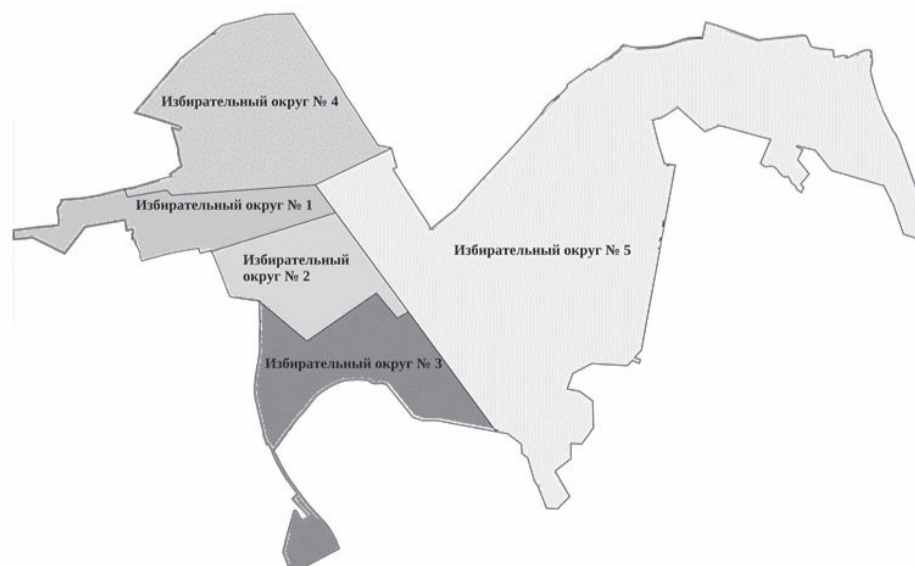 Избирательный округ № 4
Избирательный округ № 1
Избирательный округ № 2
Избирательный округ № 5
Избирательный округ № 3